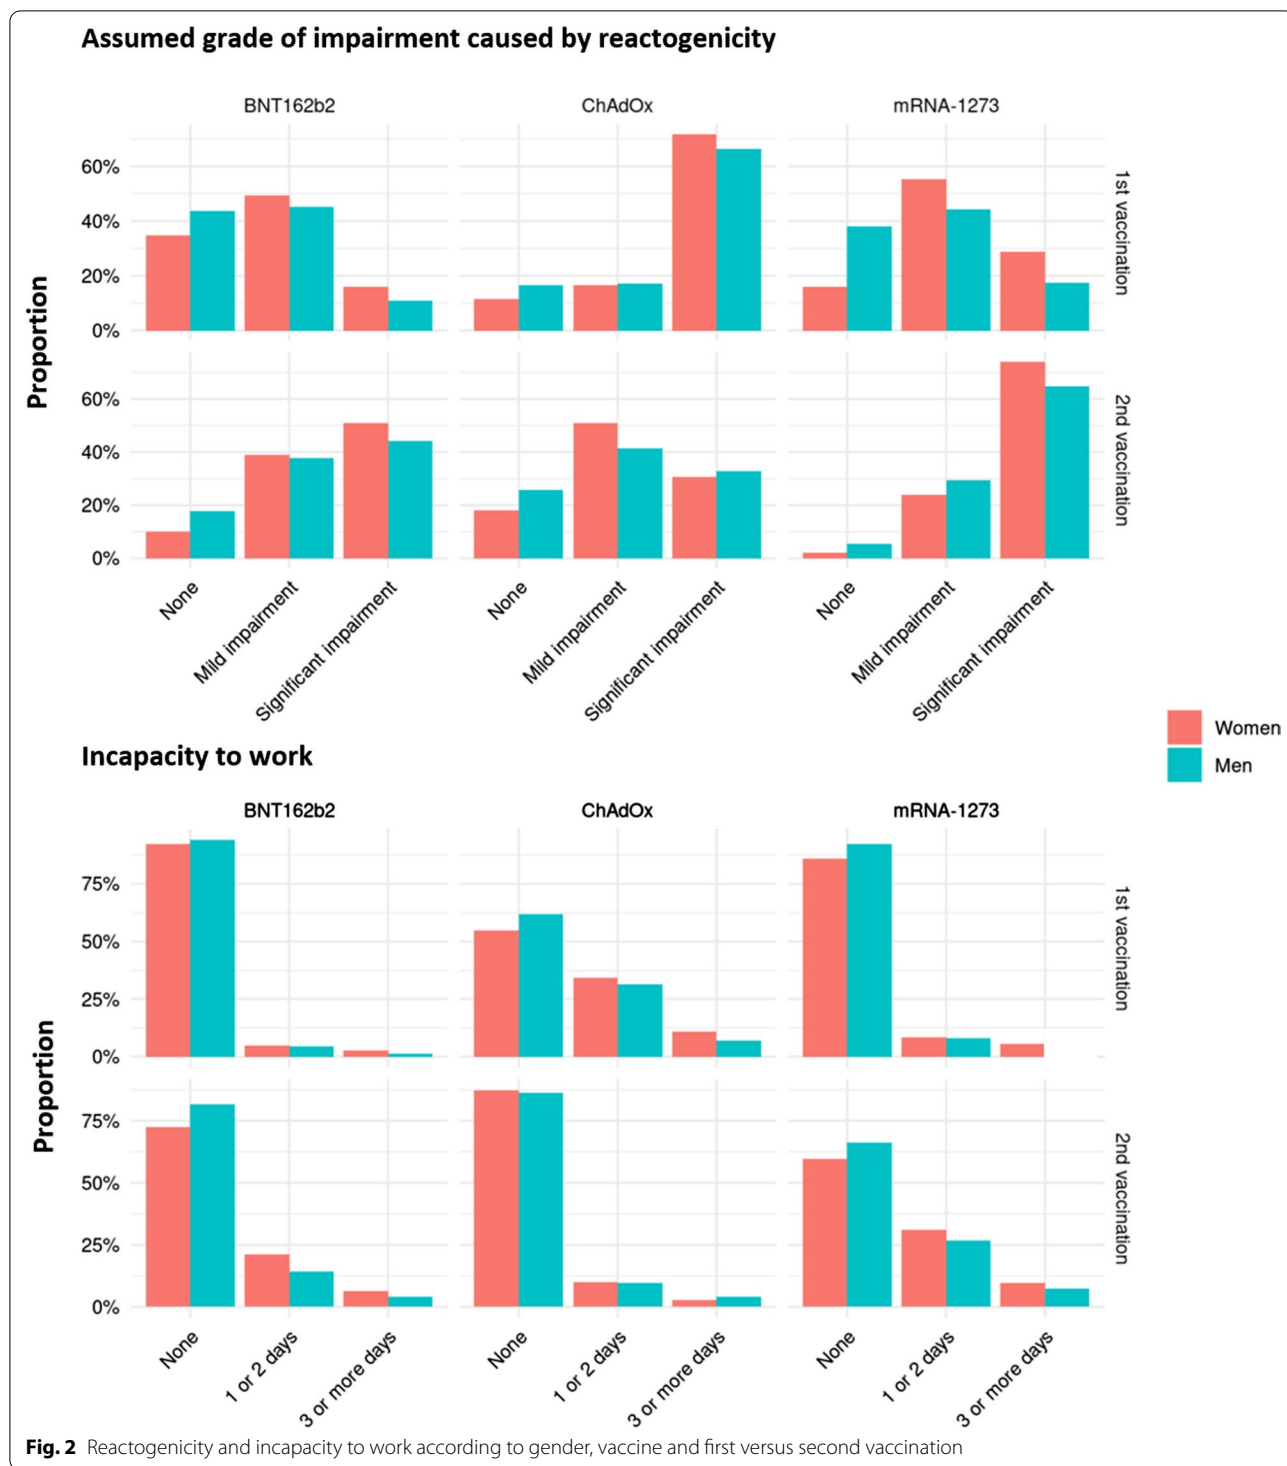 Assumed grade of impairment caused by reactogenicity
BNT162b2
ChAdOx
mRNA-1273
Proportion
60%
40%
20%
0%
1st vaccination
60%
40%
20%
0%
2nd vaccination
None
Mild impairment
Significant impairment
None
Mild impairment
Significant impairment
None
Mild impairment
Significant impairment
Women
Men
Incapacity to work
BNT162b2
ChAdOx
mRNA-1273
Proportion
75%
50%
25%
0%
1st vaccination
75%
50%
25%
0%
2nd vaccination
None
1 or 2 days
3 or more days
None
1 or 2 days
3 or more days
None
1 or 2 days
3 or more days
Fig. 2 Reactogenicity and incapacity to work according to gender, vaccine and first versus second vaccination